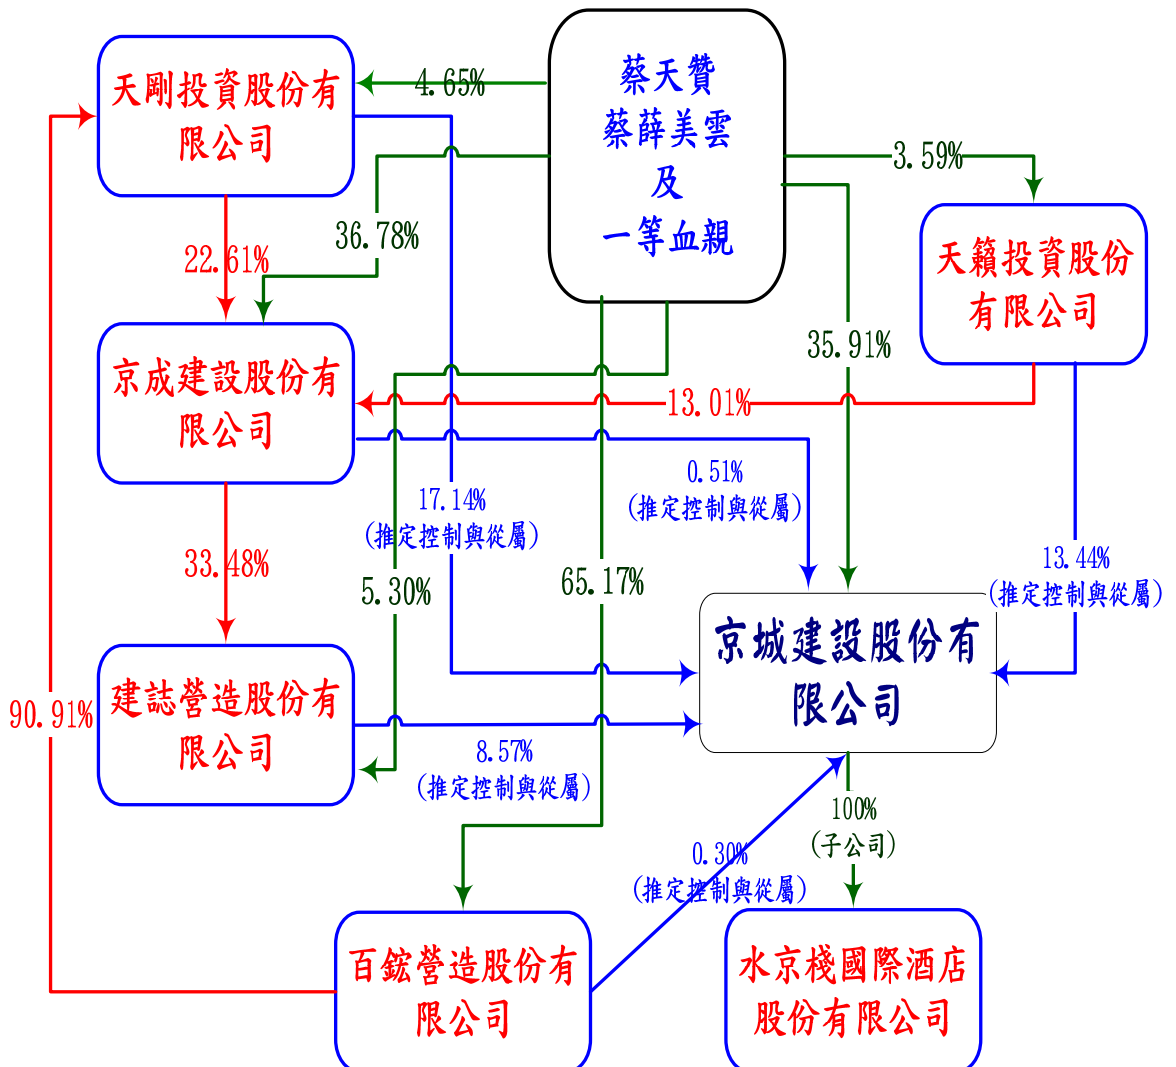 蔡天贊
蔡薛美雲
及
一等血親
天剛投資股份有
限公司
4.65%
3.59%
36.78%
22.61%
天籟投資股份
有限公司
35.91%
京成建設股份有
限公司
13.01%
0.51%
(推定控制與從屬)
17.14%
(推定控制與從屬)
33.48%
5.30%
65.17%
13.44%
(推定控制與從屬)
京城建設股份有
限公司
建誌營造股份有
限公司
90.91%
8.57%
(推定控制與從屬)
100%
(子公司)
0.30%
(推定控制與從屬)
百鋐營造股份有
限公司
水京棧國際酒店
股份有限公司